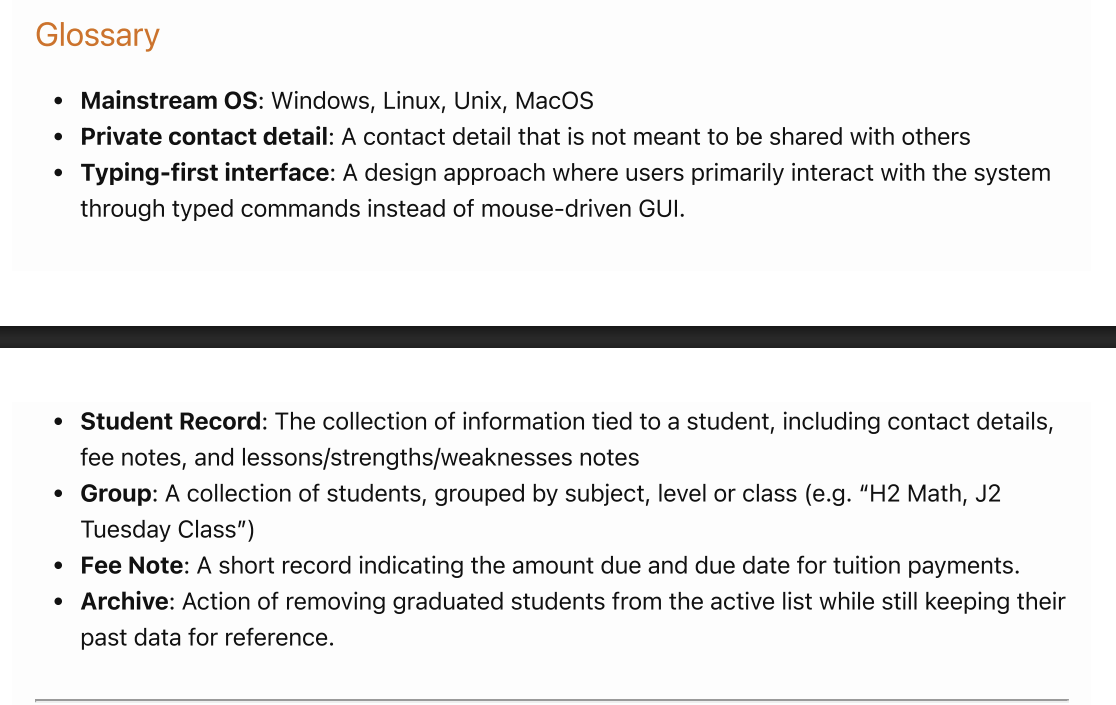 Glossary
• Mainstream OS: Windows, Linux, Unix, MacOS
• Private contact detail: A contact detail that is not meant to be shared with others
• Typing-first interface: A design approach where users primarily interact with the system
through typed commands instead of mouse-driven GUI.
• Student Record: The collection of information tied to a student, including contact details,
fee notes, and lessons/strengths/weaknesses notes
• Group: A collection of students, grouped by subject, level or class (e.g. “H2 Math, J2
Tuesday Class”)
• Fee Note: A short record indicating the amount due and due date for tuition payments.
• Archive: Action of removing graduated students from the active list while still keeping their
past data for reference.